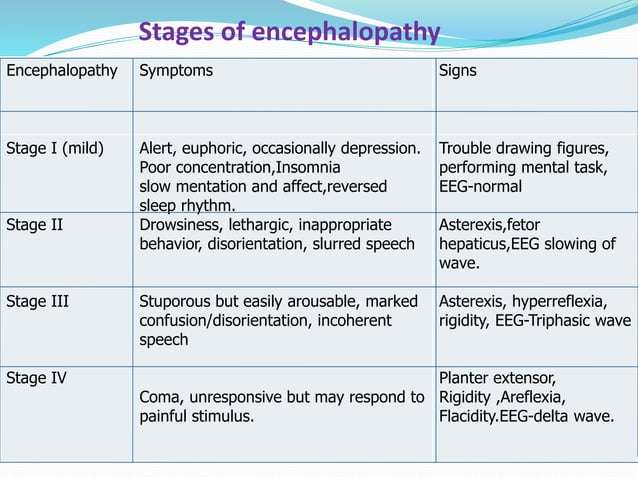 Stages of encephalopathy
Encephalopathy Symptoms Signs
Stage I (mild)
Alert, euphoric, occasionally depression.
Poor concentration,Insomnia
slow mentation and affect,reversed
sleep rhythm.
Trouble drawing figures,
performing mental task,
EEG-normal
Stage II
Drowsiness, lethargic, inappropriate
behavior, disorientation, slurred speech
Asterexis,fetor
hepaticus,EEG slowing of
wave.
Stage III
Stuporous but easily arousable, marked
confusion/disorientation, incoherent
speech
Asterexis, hyperreflexia,
rigidity, EEG-Triphasic wave
Stage IV
Coma, unresponsive but may respond to
painful stimulus.
Planter extensor,
Rigidity ,Areflexia,
Flacidity.EEG-delta wave.